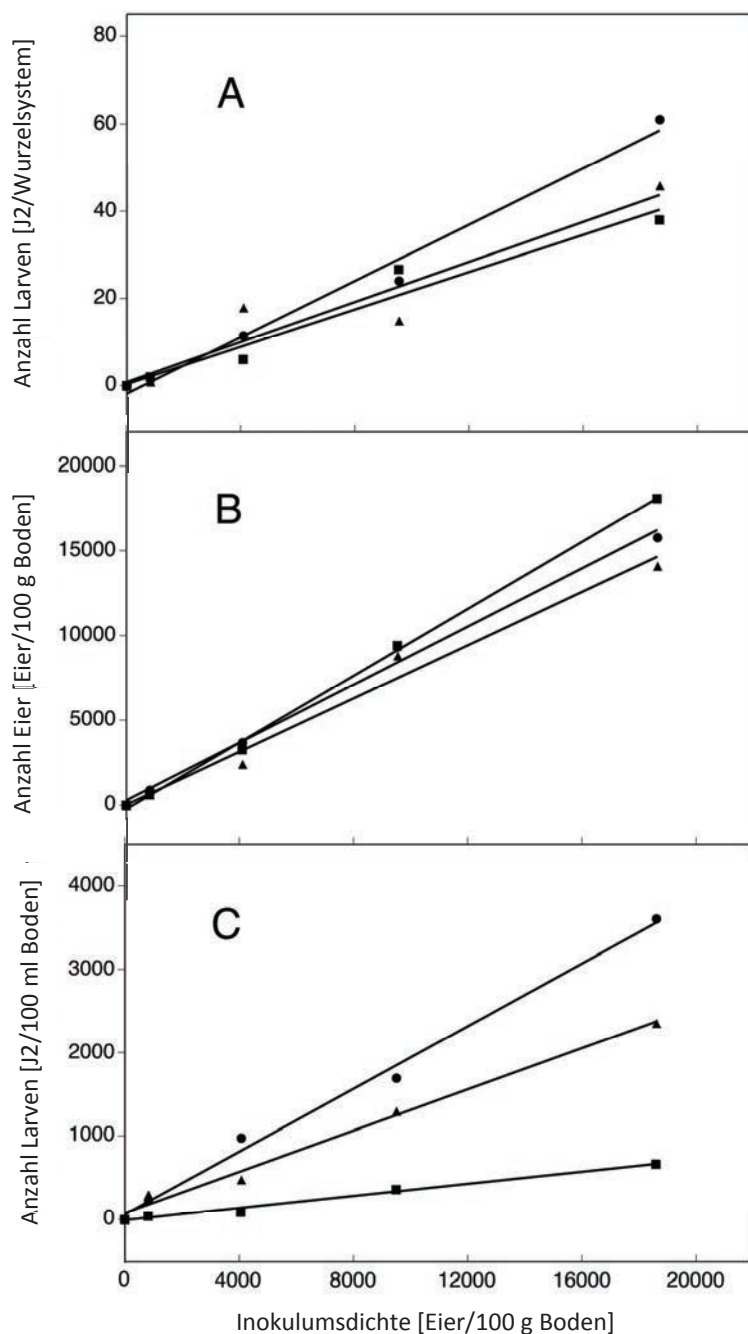 80
60
40
20
0
A
Anzahl Larven [J2/Wurzelsystem]
20000
15000
10000
5000
0
B
Anzahl Eier [Eier/100 g Boden]
4000
3000
2000
1000
0
C
Anzahl Larven [J2/100 ml Boden]
0 4000 8000 12000 16000 20000
Inokulumsdichte [Eier/100 g Boden]